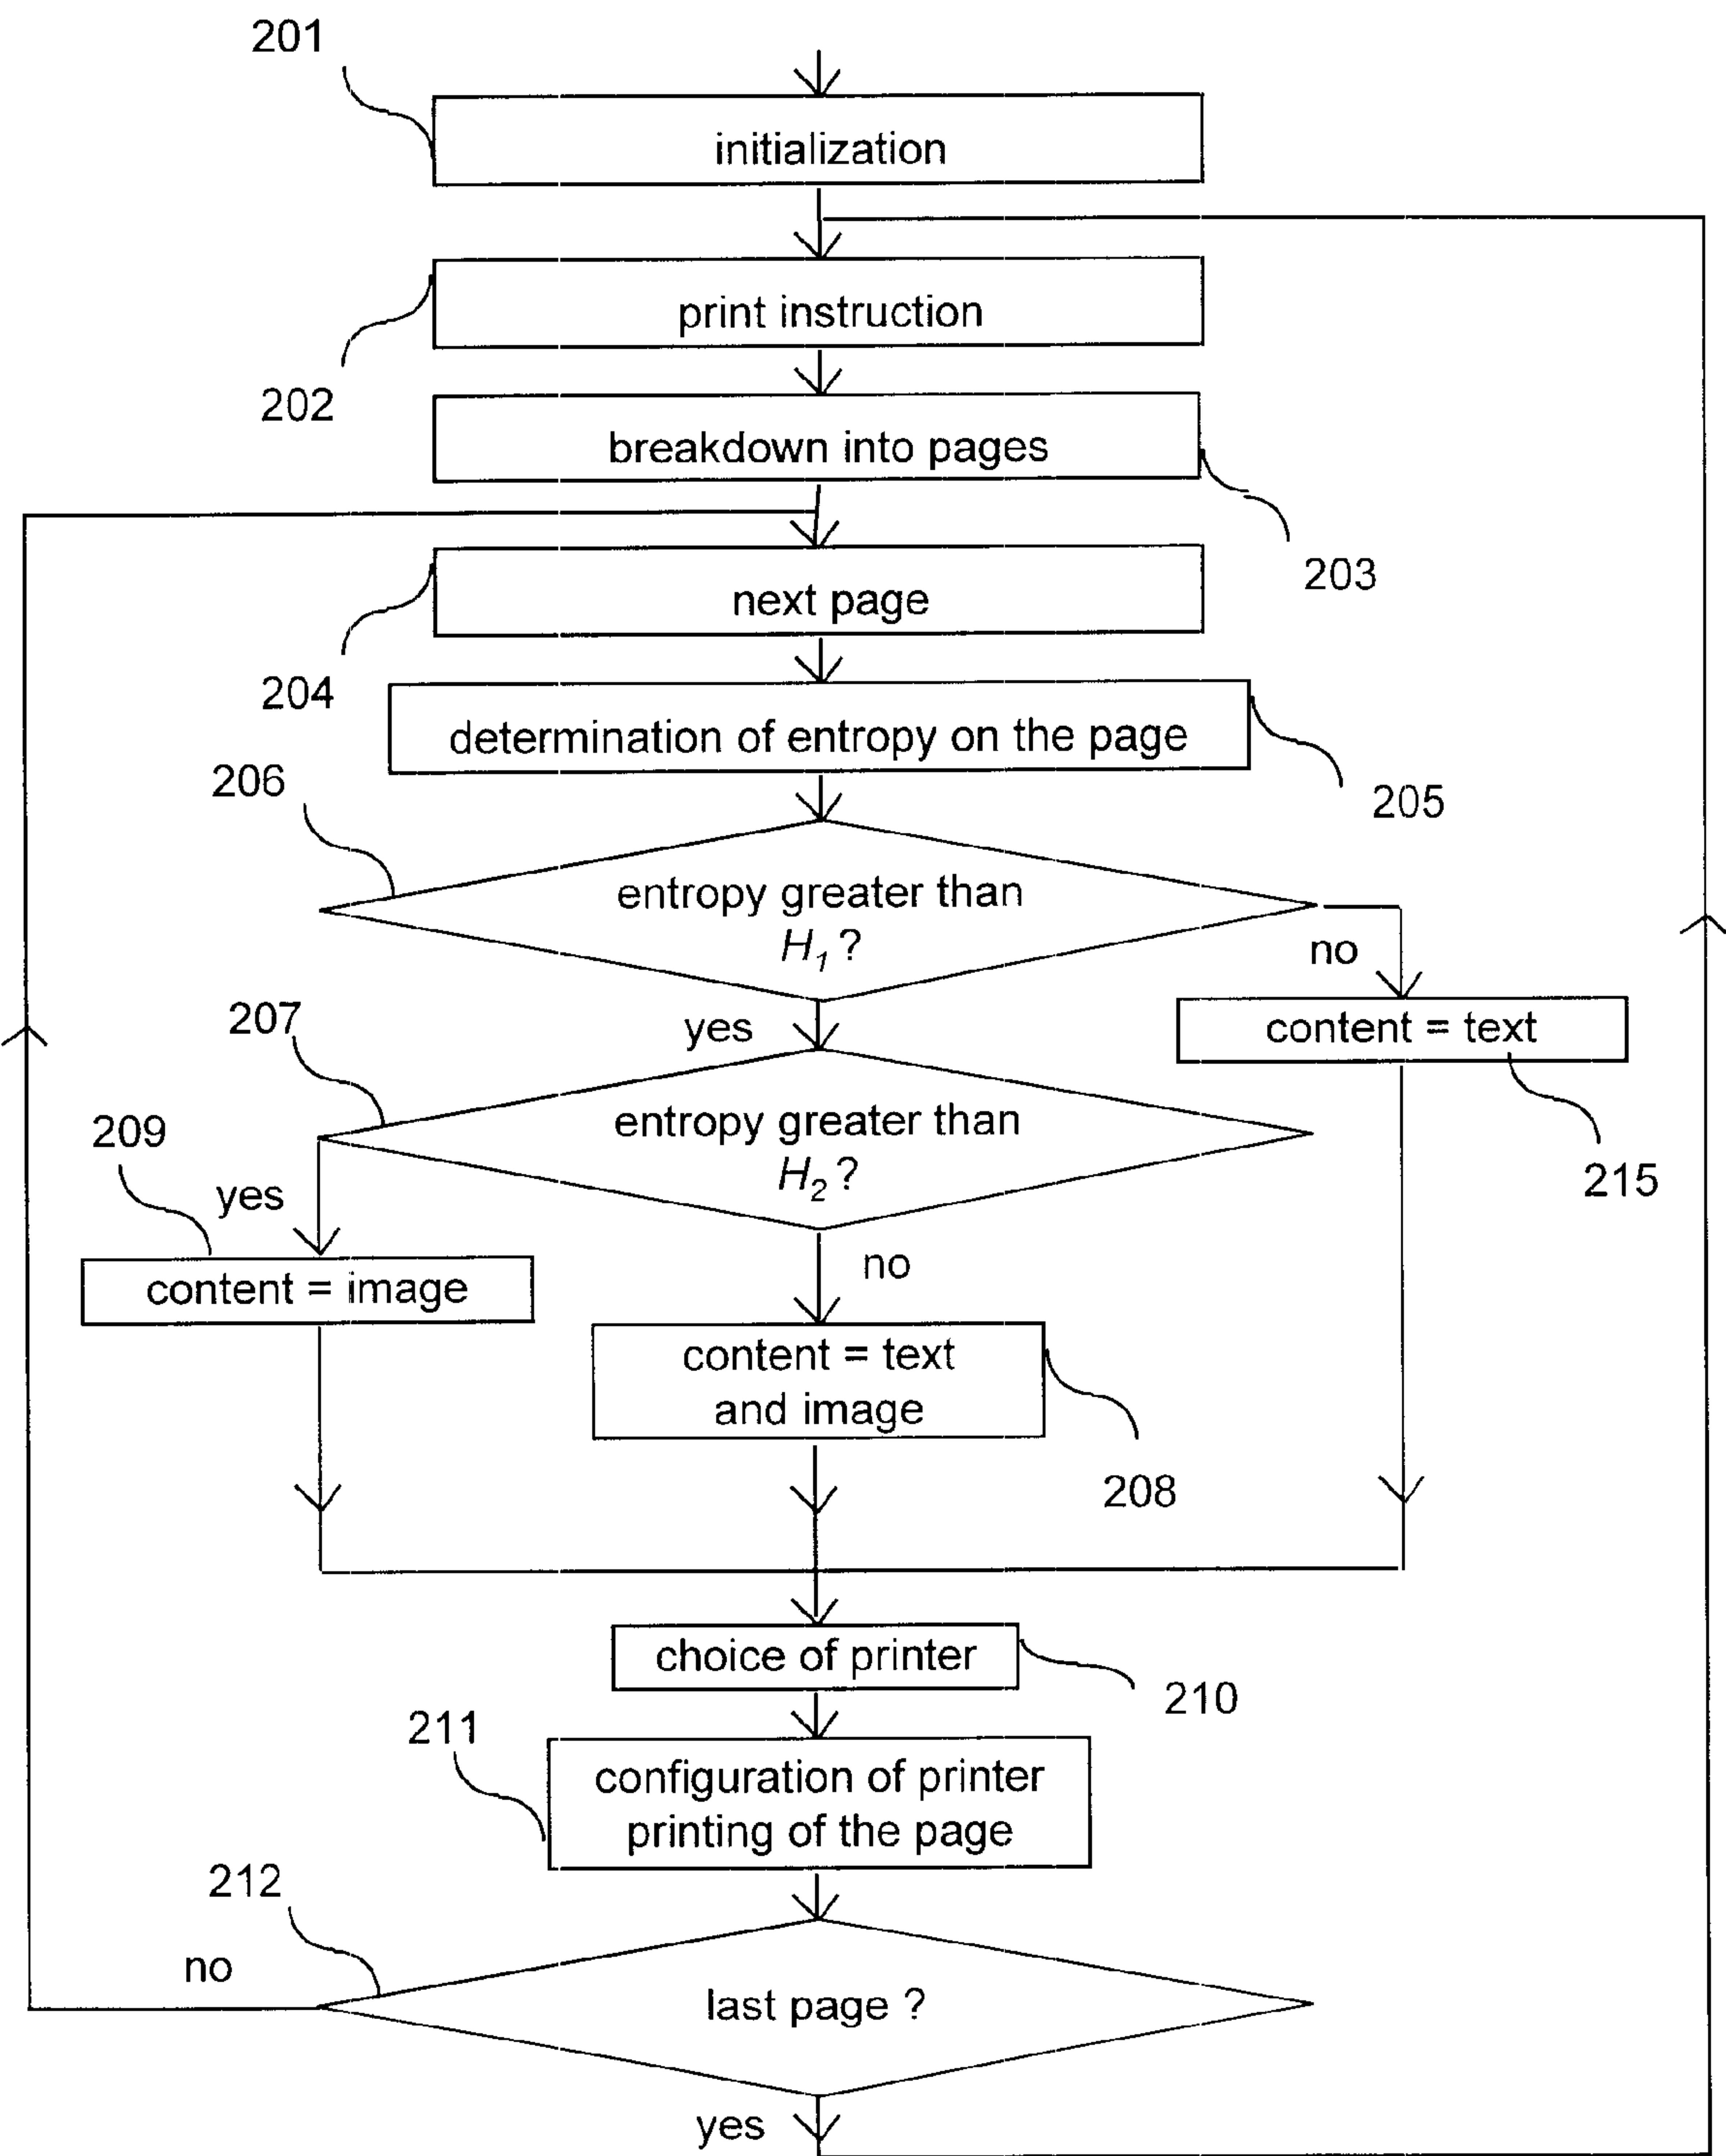 201
initialization
print instruction
202
breakdown into pages
203
next page
204
determination of entropy on the page
205
206
entropy greater than
H1 ?
no
207
yes
content = text
215
entropy greater than
H2 ?
209
yes
content = image
no
content = text
and image
208
choice of printer
210
211
configuration of printer
printing of the page
212
no
last page ?
yes